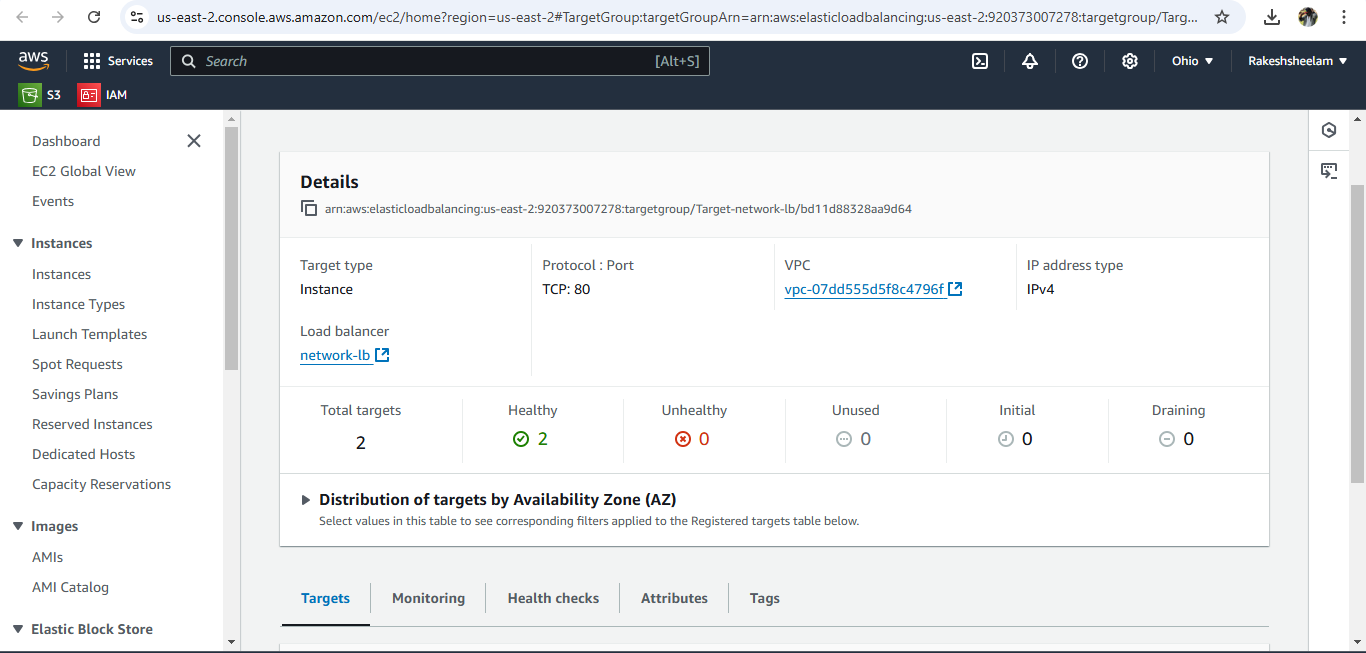 us-east-2.console.aws.amazon.com/ec2/home?region=us-east-2#TargetGroup:targetGroupArn=arn:aws:elasticloadbalancing:us-east-2:920373007278:targetgroup/Targ...
aws
Services
Search
[Alt+S]
Ohio
Rakeshsheelam
S3
IAM
Dashboard
EC2 Global View
Events
Instances
Instances
Instance Types
Launch Templates
Spot Requests
Savings Plans
Reserved Instances
Dedicated Hosts
Capacity Reservations
Images
AMIs
AMI Catalog
Elastic Block Store
Details
arn:aws:elasticloadbalancing:us-east-2:920373007278:targetgroup/Target-network-lb/bd11d88328aa9d64
Target type
Instance
Protocol : Port
TCP: 80
VPC
vpc-07dd555d5f8c4796f
IP address type
IPv4
Load balancer
network-lb
Total targets
2
Healthy
2
Unhealthy
0
Unused
0
Initial
0
Draining
0
Distribution of targets by Availability Zone (AZ)
Select values in this table to see corresponding filters applied to the Registered targets table below.
Targets
Monitoring
Health checks
Attributes
Tags